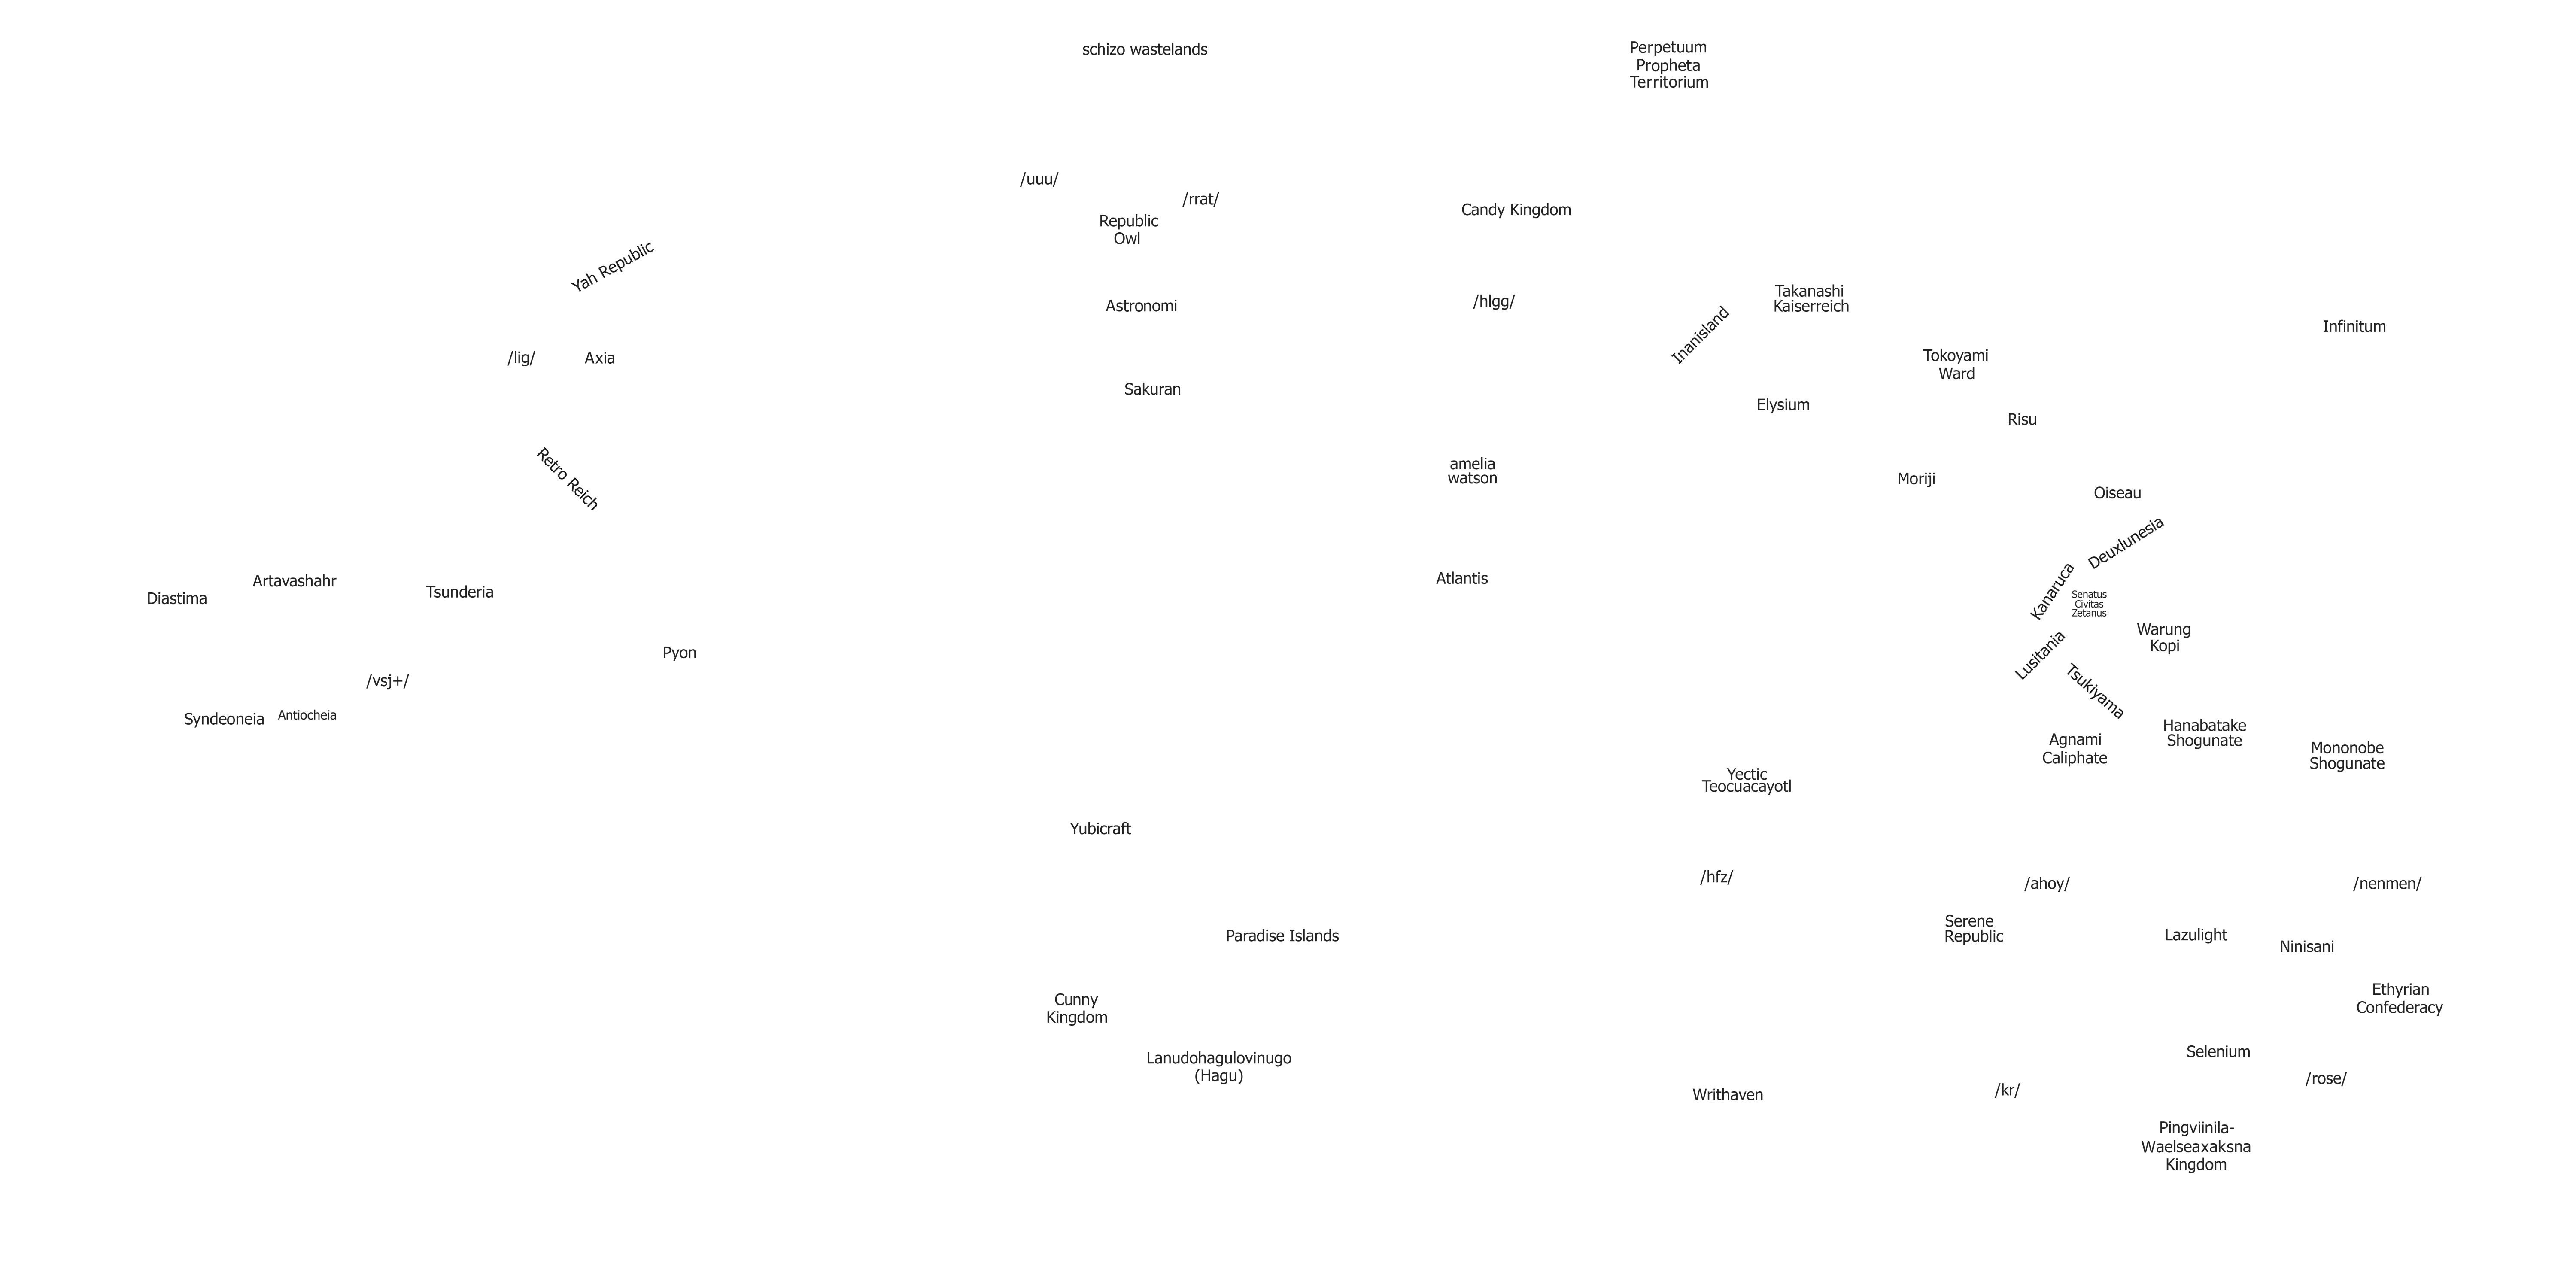 schizo wastelands
Perpetuum
Propheta
Territorium
/uuu/
/rrat/
Republic
Owl
Candy Kingdom
Yah Republic
Astronomi
/hlgg/
Inanisland
Takanashi
Kaiserreich
Infinitum
/lig/
Axia
Tokoyami
Ward
Sakuran
Elysium
Risu
Retro Reich
amelia
watson
Moriji
Oiseau
Deuxlunesia
Artavashahr
Diastima
Tsunderia
Atlantis
Kanaruca
Senatus
Civitas
Zetanus
Warung
Kopi
Pyon
Lusitania
/vsj+/
Tsukiyama
Syndeoneia
Antiocheia
Agnami
Caliphate
Hanabatake
Shogunate
Mononobe
Shogunate
Yectic
Teocuacayotl
Yubicraft
/hfz/
/ahoy/
/nenmen/
Paradise Islands
Serene
Republic
Lazulight
Ninisani
Cunny
Kingdom
Ethyrian
Confederacy
Lanudohagulovinugo
(Hagu)
Selenium
/rose/
Writhaven
/kr/
Pingviinila-
Waelseaxaksna
Kingdom